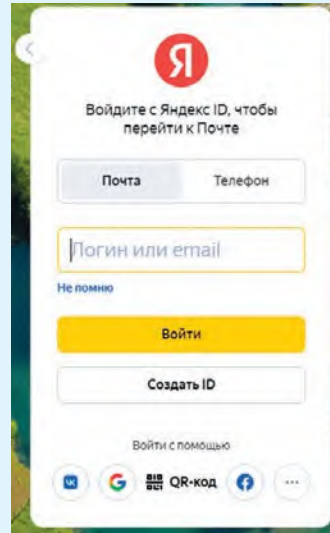 Я
Войдите с Яндекс ID, чтобы
перейти к Почте
Почта Телефон
Логин или email
Не помню
Войти
Создать ID
Войти с помощью
QR-код